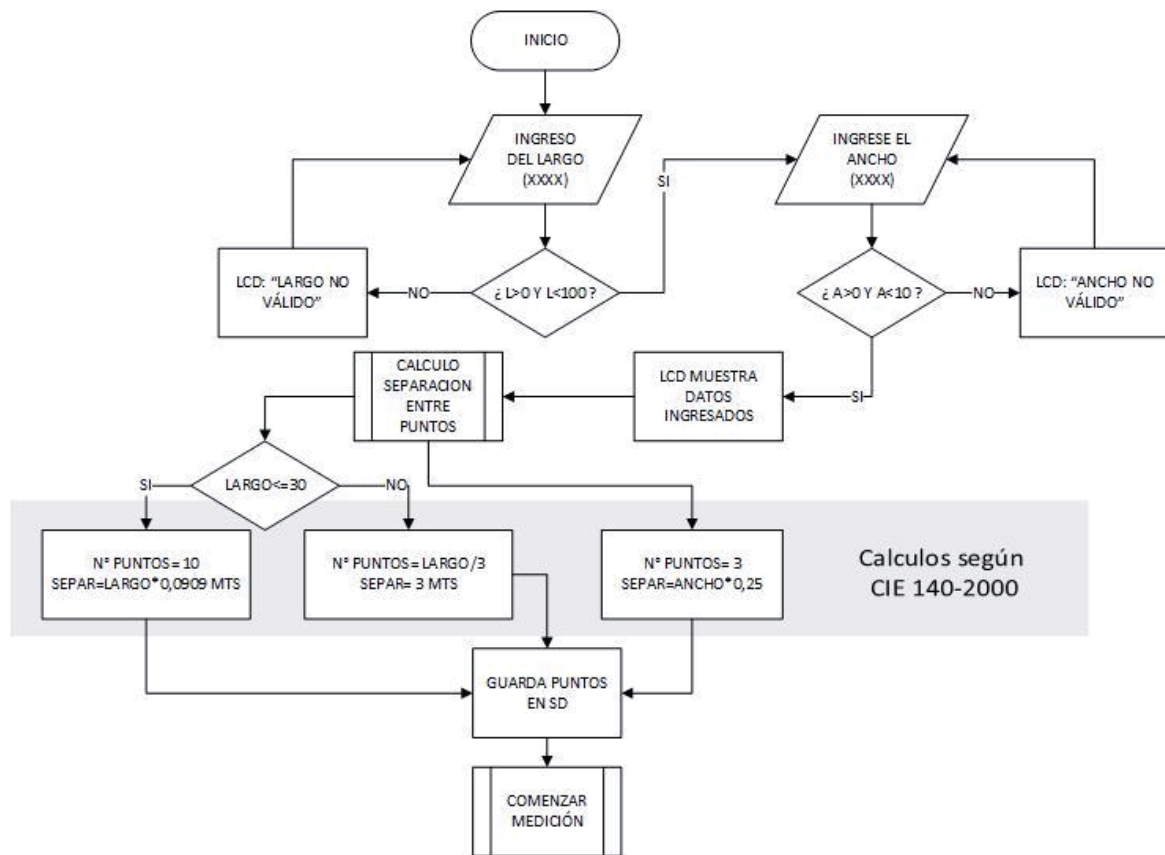 INICIO
INGRESO
DEL LARGO
(XXXX)
INGRESE EL
ANCHO
(XXXX)
SI
LCD: “LARGO NO
VÁLIDO”
NO
¿ L>0 Y L<100 ?
¿ A>0 Y A<10 ?
NO
LCD: “ANCHO NO
VÁLIDO”
CALCULO
SEPARACION
ENTRE
PUNTOS
LCD MUESTRA
DATOS
INGRESADOS
SI
LARGO<=30
SI
NO
N° PUNTOS= 10
SEPAR=LARGO*0,0909 MTS
N° PUNTOS= LARGO/3
SEPAR= 3 MTS
N° PUNTOS= 3
SEPAR=ANCHO*0,25
Calculos según
CIE 140-2000
GUARDA PUNTOS
EN SD
COMENZAR
MEDICIÓN